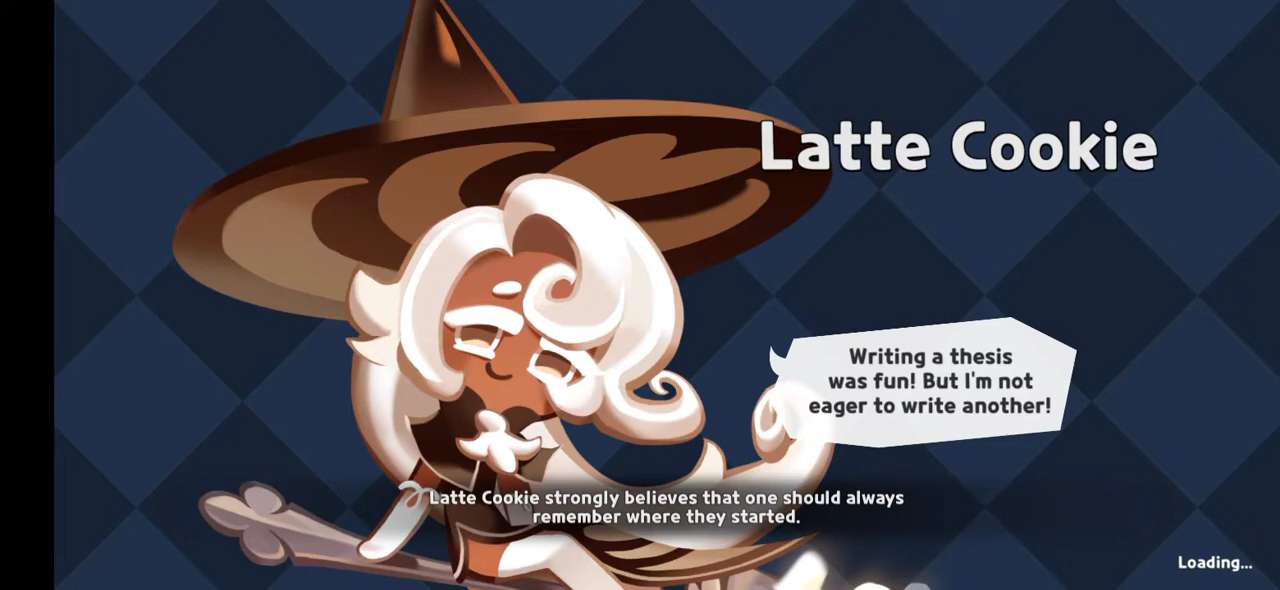 Latte Cookie
Writing a thesis
was fun! But I'm not
eager to write another!
Latte Cookie strongly believes that one should always
remember where they started.
Loading...